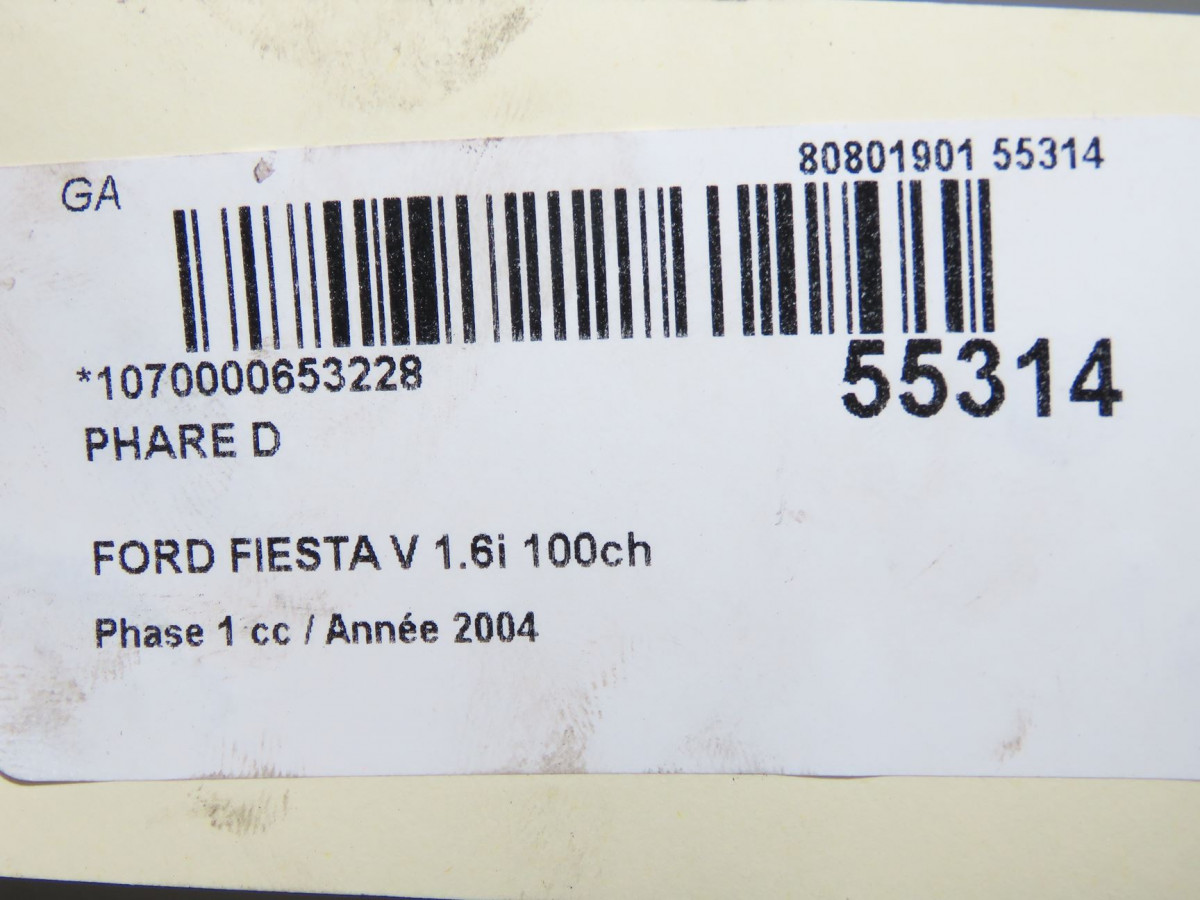 GA
80801901 55314
*1070000653228
55314
PHARE D
FORD FIESTA V 1.6i 100ch
Phase 1 cc / Année 2004